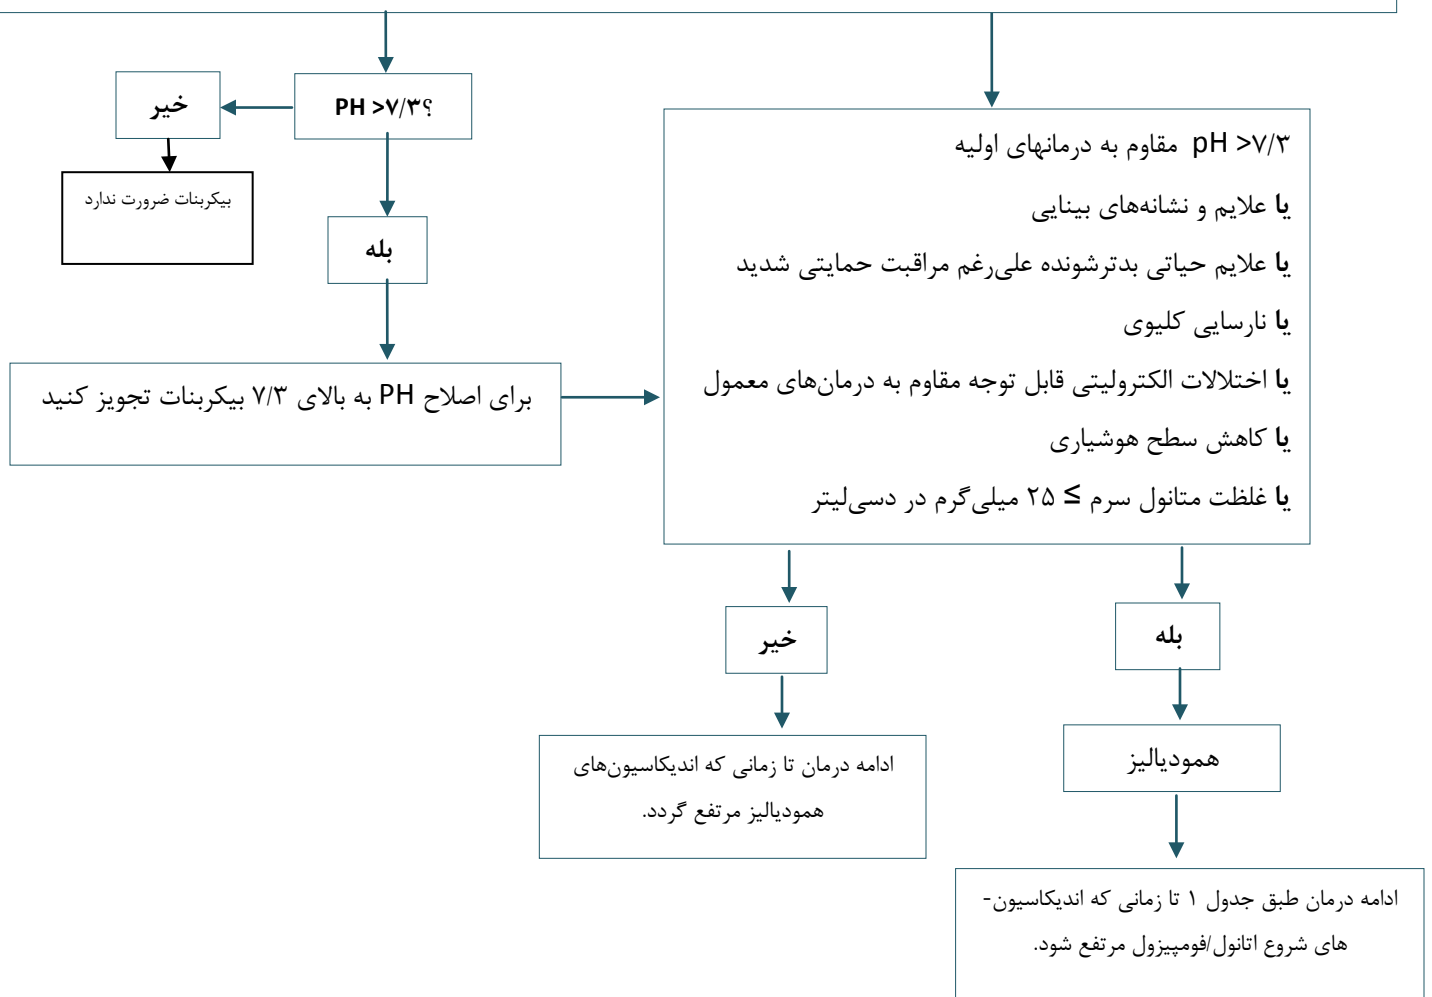 خیر
PH >۷/۳؟
بیکربنات ضرورت ندارد
بله
برای اصلاح PH به بالای ۷/۳ بیکربنات تجویز کنید
pH >۷/۳ مقاوم به درمانهای اولیه
یا علایم و نشانه‌های بینایی
یا علایم حیاتی بدترشونده علی‌رغم مراقبت حمایتی شدید
یا نارسایی کلیوی
یا اختلالات الکترولیتی قابل توجه مقاوم به درمان‌های معمول
یا کاهش سطح هوشیاری
یا غلظت متانول سرم ≥ ۲۵ میلی‌گرم در دسی‌لیتر
خیر
بله
ادامه درمان تا زمانی که اندیکاسیون‌های
همودیالیز مرتفع گردد.
همودیالیز
ادامه درمان طبق جدول ۱ تا زمانی که اندیکاسیون-
های شروع اتانول/فومپیزول مرتفع شود.